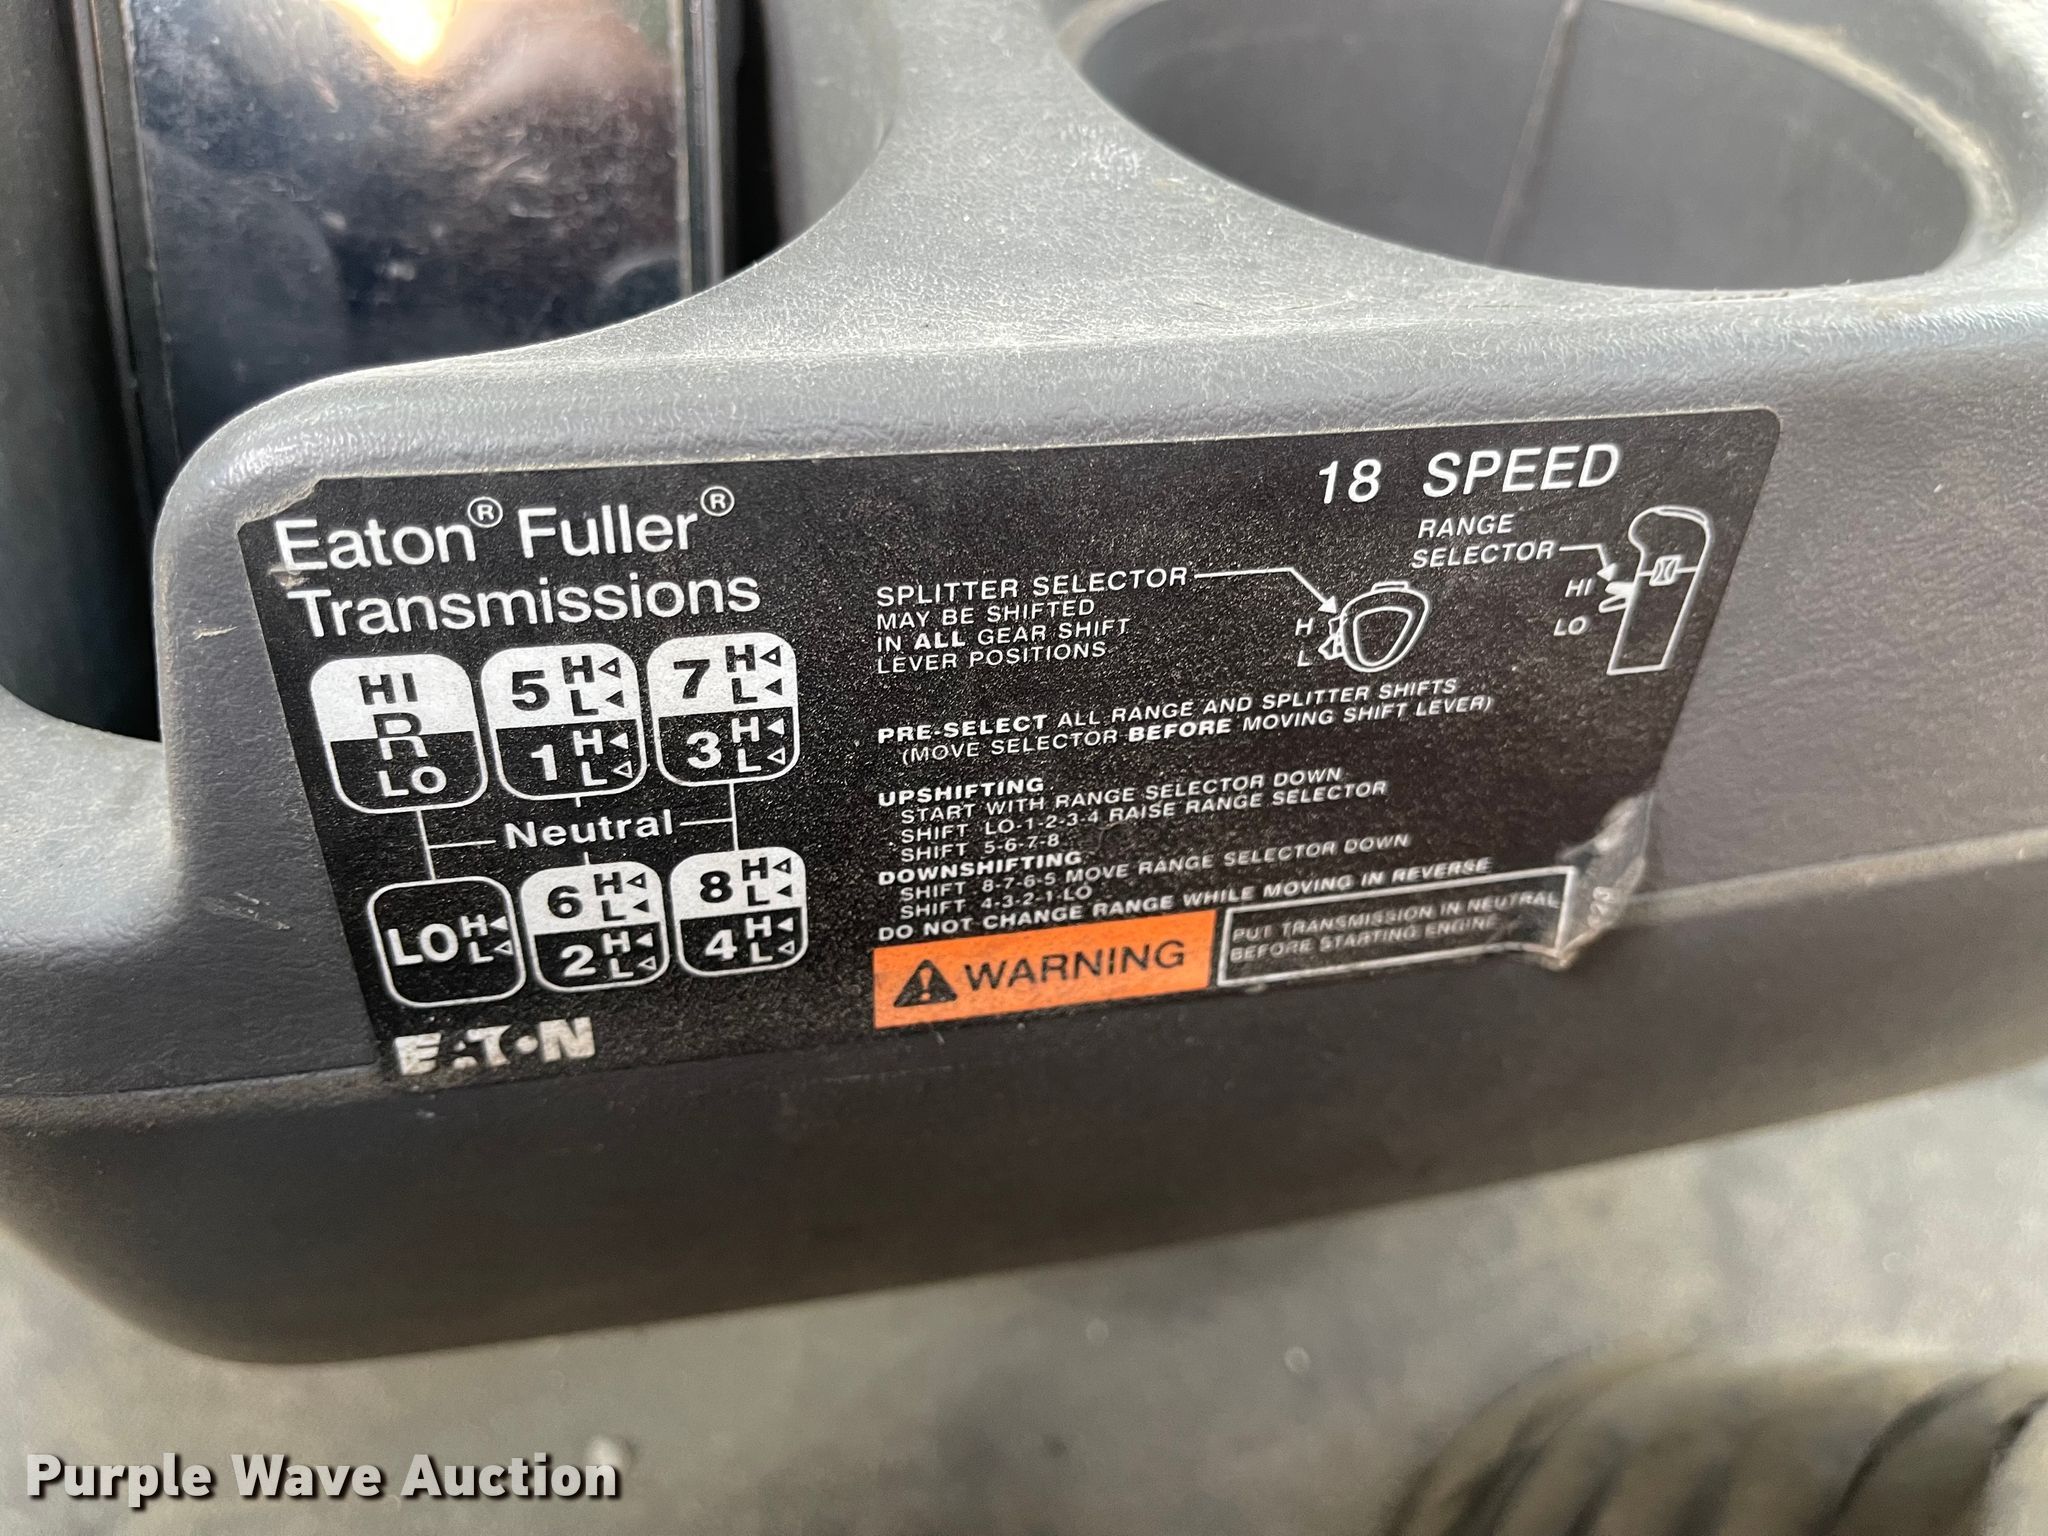 Eaton® Fuller®
Transmissions
HI
R
LO
5 H L
1 H L
7 H L
3 H L
Neutral
LO H L
6 H L
2 H L
8 H L
4 H L
EATON
18 SPEED
RANGE
SELECTOR
HI
LO
SPLITTER SELECTOR
MAY BE SHIFTED
IN ALL GEAR SHIFT
LEVER POSITIONS
H
L
PRE-SELECT ALL RANGE AND SPLITTER SHIFTS
(MOVE SELECTOR BEFORE MOVING SHIFT LEVER)
UPSHIFTING
START WITH RANGE SELECTOR DOWN
SHIFT LO-1-2-3-4 RAISE RANGE SELECTOR
SHIFT 5-6-7-8
DOWNSHIFTING
SHIFT 8-7-6-5 MOVE RANGE SELECTOR DOWN
SHIFT 4-3-2-1-LO
DO NOT CHANGE RANGE WHILE MOVING IN REVERSE
WARNING
PUT TRANSMISSION IN NEUTRAL
BEFORE STARTING ENGINE
Purple Wave Auction